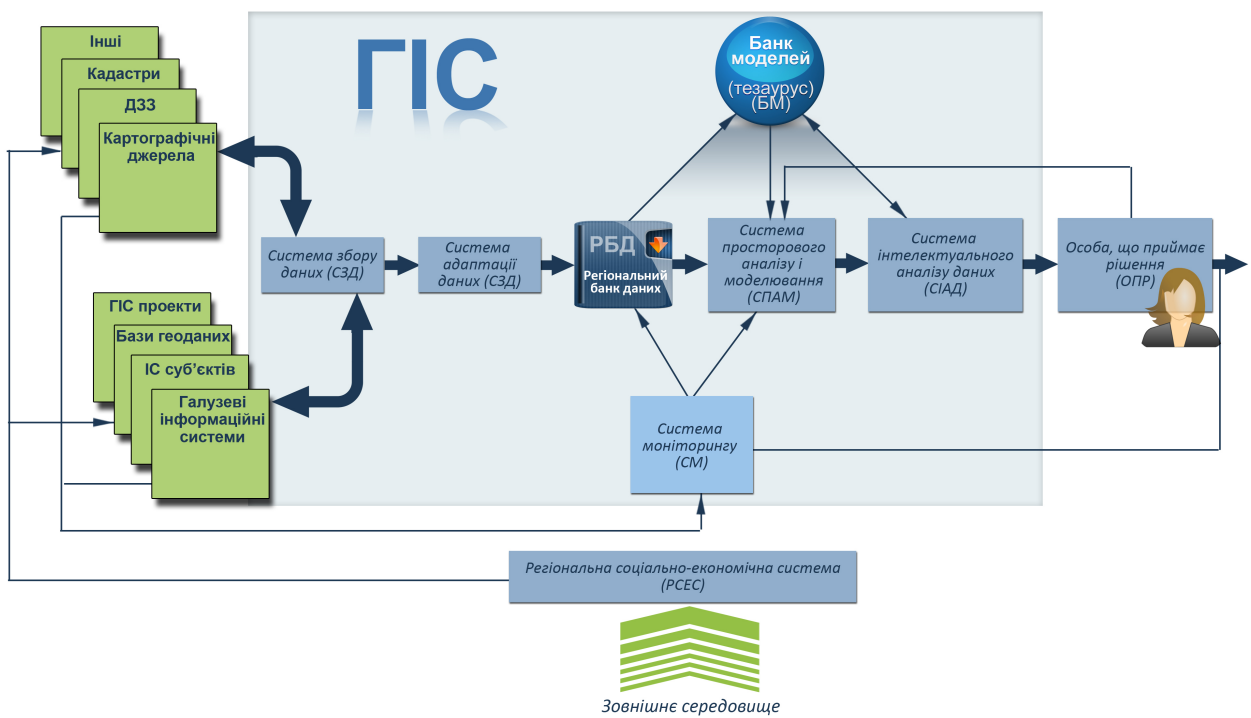 ГІС
Інші
Кадастри
ДЗЗ
Картографічні
джерела
Банк
моделей
(тезаурус)
(БМ)
Система збору
даних (СЗД)
Система
адаптації
даних (СЗД)
РБД
Регіональний
банк даних
Система
просторового
аналізу і
моделювання
(СПАМ)
Система
інтелектуального
аналізу даних
(СІАД)
Особа, що приймає
рішення
(ОПР)
ГІС проекти
Бази геоданих
ІС суб’єктів
Галузеві
інформаційні
системи
Система
моніторингу
(СМ)
Регіональна соціально-економічна система
(РСЕС)
Зовнішнє середовище